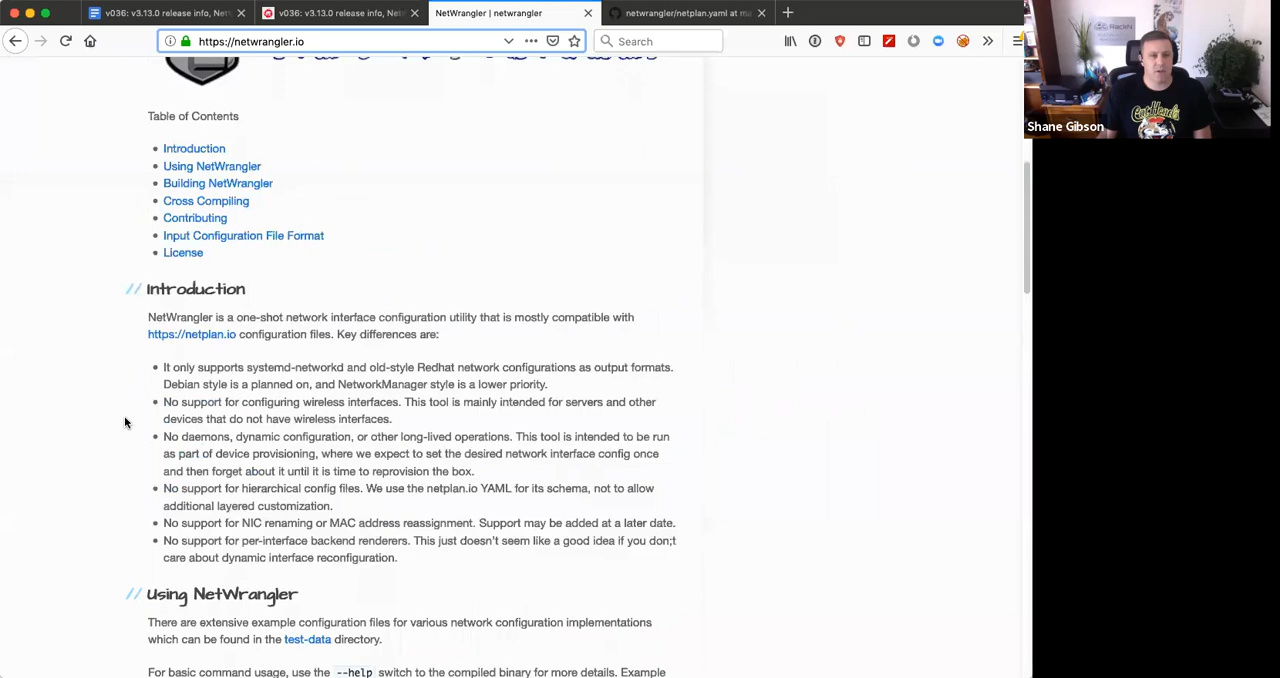 v036: v3.13.0 release info, Net
v036: v3.13.0 release info, Net
NetWrangler | netwrangler
netwrangler/netplan.yaml at ma
https://netwrangler.io
Search
RackN
Shane Gibson
Table of Contents
Introduction
Using NetWrangler
Building NetWrangler
Cross Compiling
Contributing
Input Configuration File Format
License
// Introduction
NetWrangler is a one-shot network interface configuration utility that is mostly compatible with
https://netplan.io configuration files. Key differences are:
It only supports systemd-networkd and old-style Redhat network configurations as output formats.
Debian style is a planned on, and NetworkManager style is a lower priority.
No support for configuring wireless interfaces. This tool is mainly intended for servers and other
devices that do not have wireless interfaces.
No daemons, dynamic configuration, or other long-lived operations. This tool is intended to be run
as part of device provisioning, where we expect to set the desired network interface config once
and then forget about it until it is time to reprovision the box.
No support for hierarchical config files. We use the netplan.io YAML for its schema, not to allow
additional layered customization.
No support for NIC renaming or MAC address reassignment. Support may be added at a later date.
No support for per-interface backend renderers. This just doesn't seem like a good idea if you don;t
care about dynamic interface reconfiguration.
// Using NetWrangler
There are extensive example configuration files for various network configuration implementations
which can be found in the test-data directory.
For basic command usage, use the --help switch to the compiled binary for more details. Example